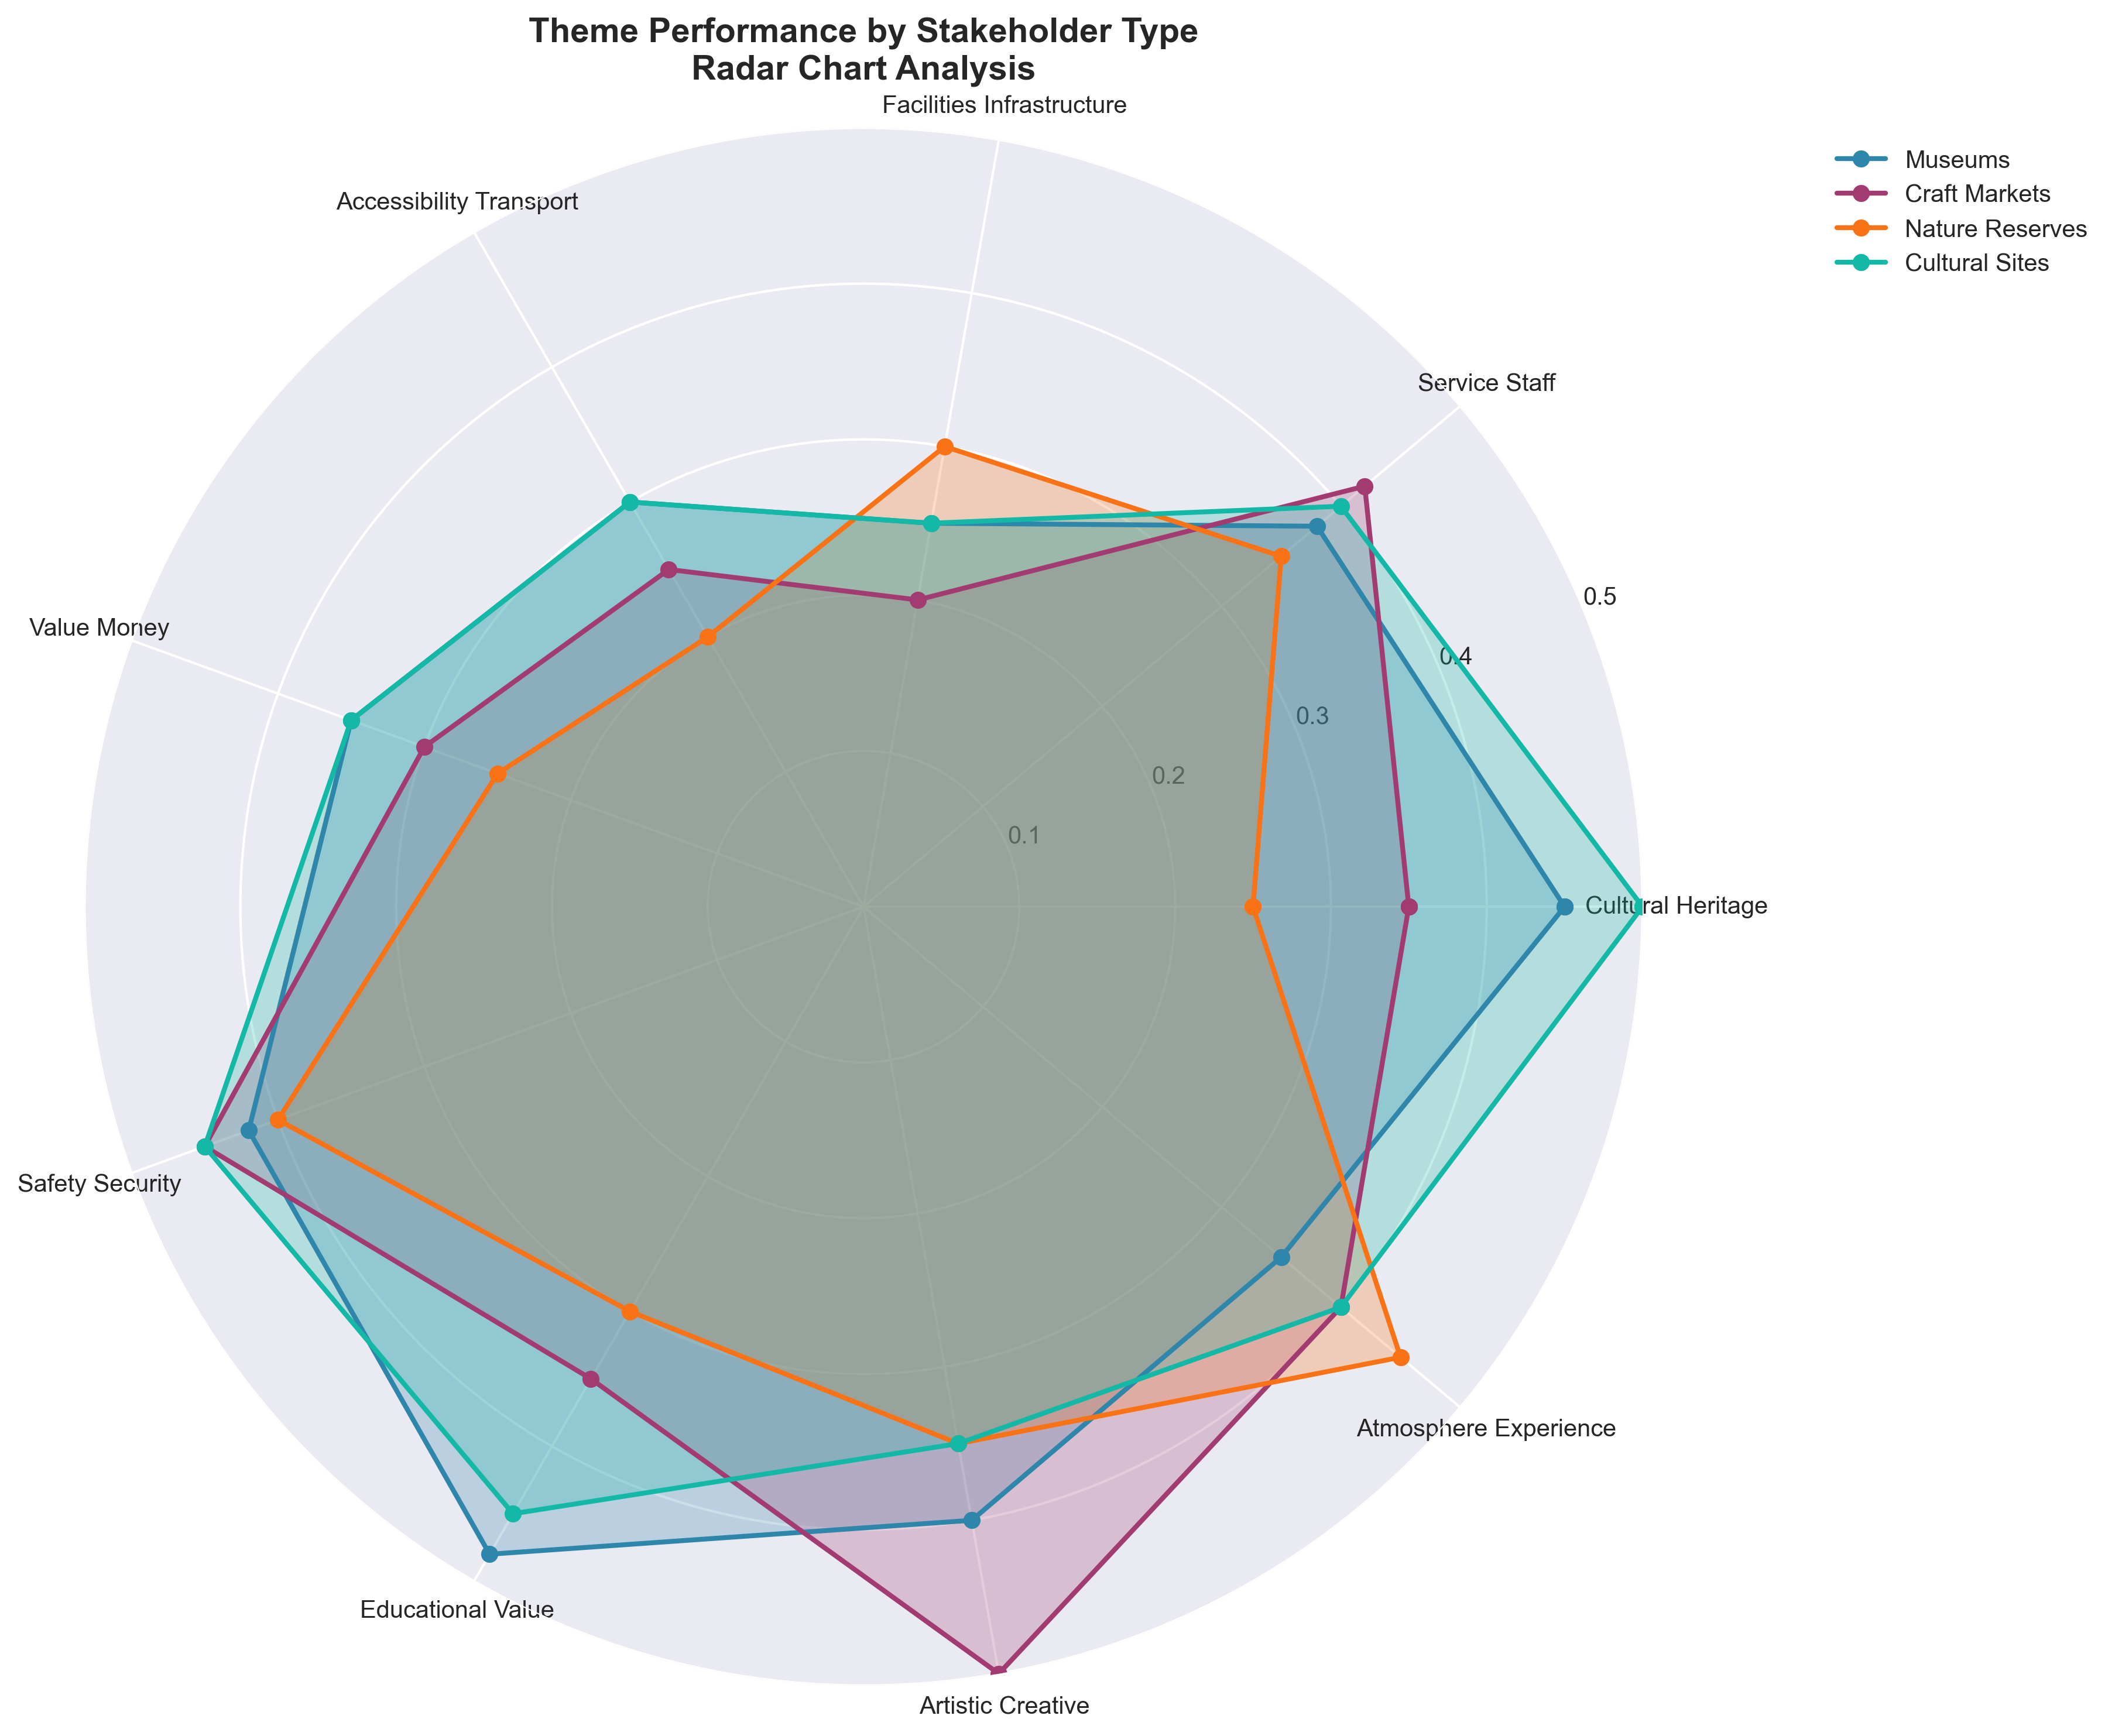 Theme Performance by Stakeholder Type
Radar Chart Analysis
Facilities Infrastructure
Museums
Craft Markets
Nature Reserves
Cultural Sites
Accessibility Transport
Service Staff
0.5
Value Money
0.4
0.3
0.2
0.1
Cultural Heritage
Safety Security
Atmosphere Experience
Educational Value
Artistic Creative